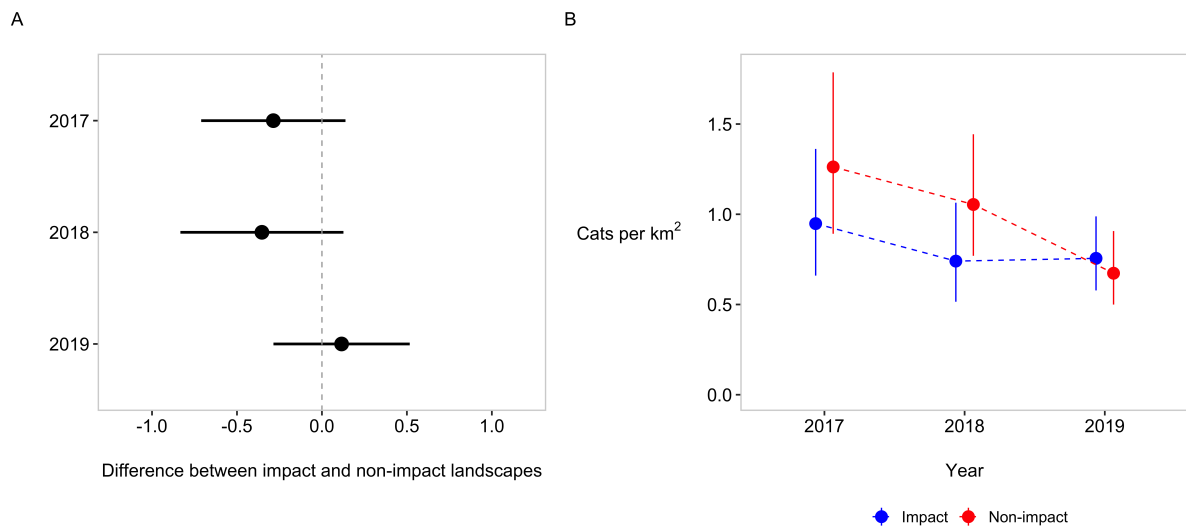 A
2017
2018
2019
-1.0 -0.5 0.0 0.5 1.0
Difference between impact and non-impact landscapes
B
Cats per km²
1.5
1.0
0.5
0.0
2017 2018 2019
Year
Impact Non-impact